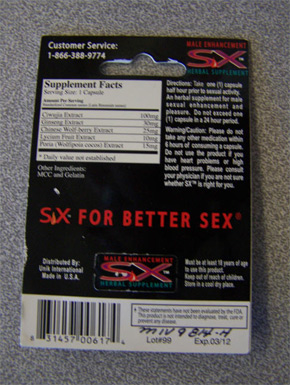 Customer Service:
1-866-388-9774
MALE ENHANCEMENT
SX
HERBAL SUPPLEMENT
Supplement Facts
Serving Size: 1 Capsule
Amount Per Serving
Ciwujia Extract 100mg
Ginseng Extract 30mg
Chinese Wolf-berry Extract 25mg
Lycium Fruit Extract 10mg
Poria (Wolfipoia cocos) Extract 15mg
* Daily value not established
Other Ingredients:
MCC and Gelatin
Directions: Take one (1) capsule
half hour prior to sexual activity.
An herbal supplement for male
sexual enhancement and
pleasure. Do not exceed one (1)
capsule in a 24 hour period.
Warning/Caution: Please do not
take any other medication within
6 hours of consuming a capsule.
Do not use the product if you
have heart problems or high
blood pressure. Please consult
your physician if you are not sure
whether SX™ is right for you.
SX FOR BETTER SEX®
Distributed By:
Unik International
Made in U.S.A.
MALE ENHANCEMENT
SX
HERBAL SUPPLEMENT
Must be at least 18 years of age
to use this product.
Keep out of reach of children.
Store in a cool dry place.
* These statements have not been evaluated by the FDA.
This product is not intended to diagnose, treat, cure or
prevent any disease.
8 31457 00617 4
Lot#99 Exp.03/12